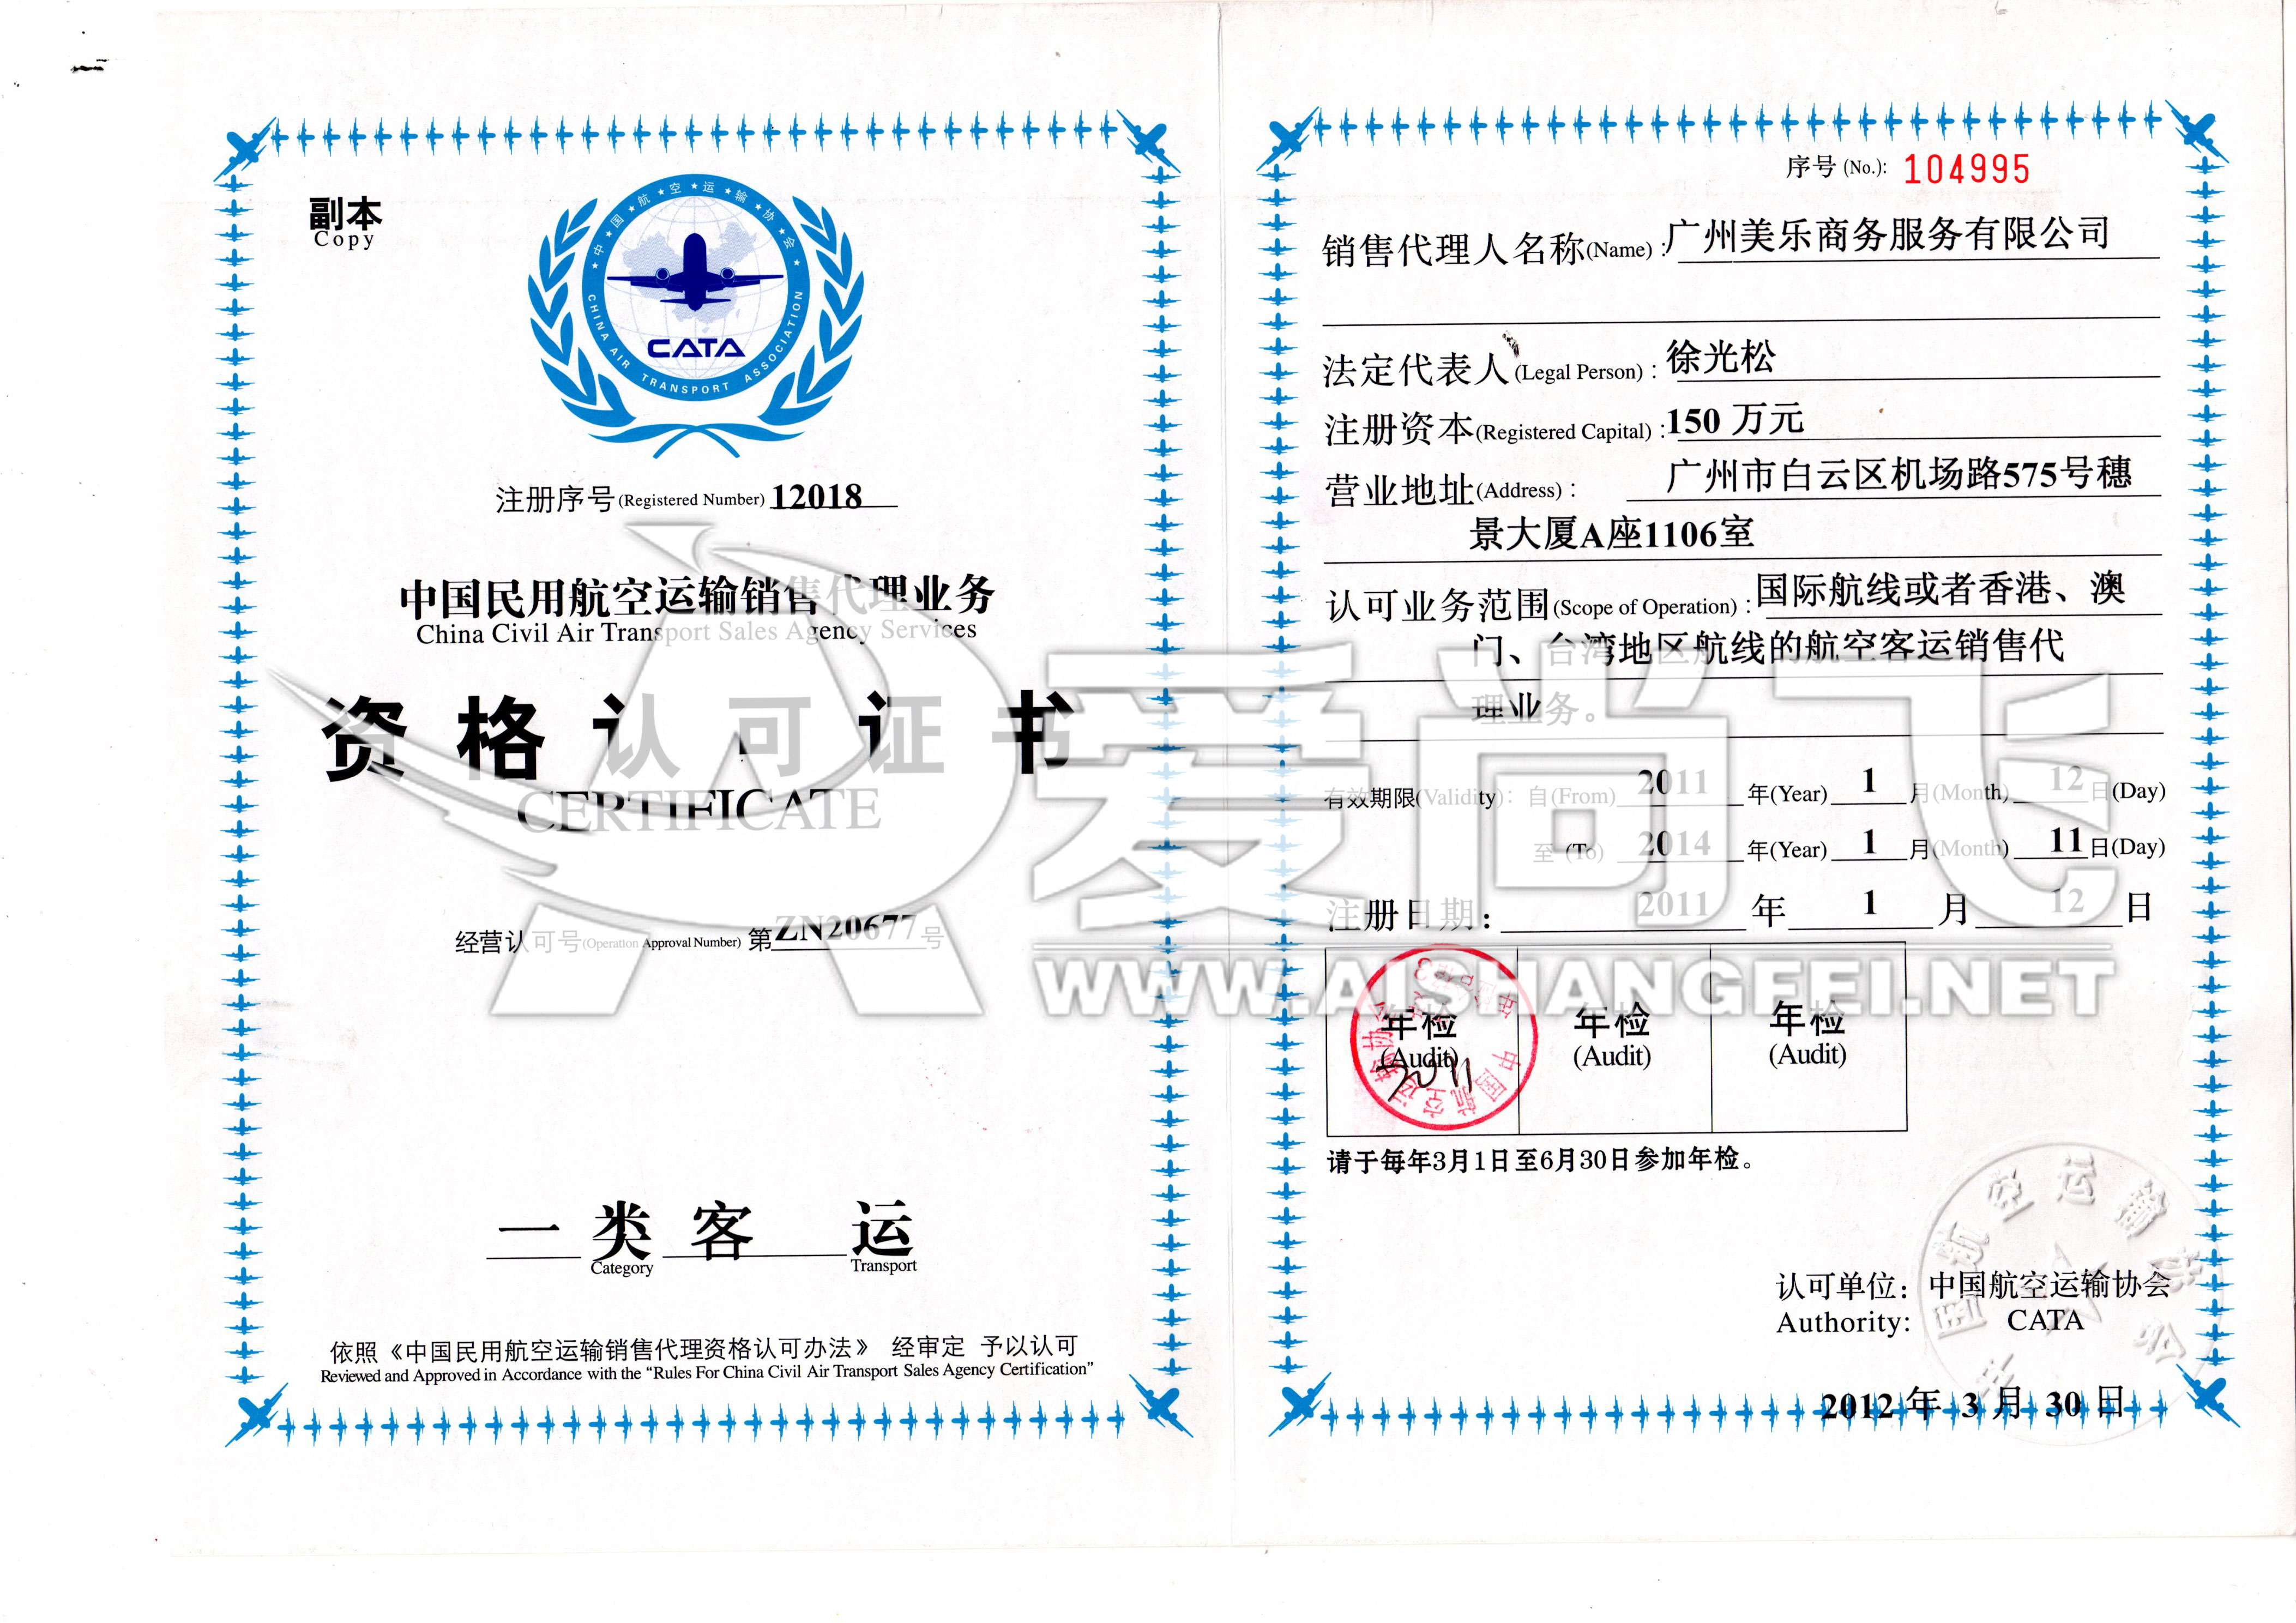 副本
Copy
中国航空运输协会
CHINA AIR TRANSPORT ASSOCIATION
CATA
注册序号(Registered Number) 12018
中国民用航空运输销售代理业务
China Civil Air Transport Sales Agency Services
资格认可证书
CERTIFICATE
经营认可号(Operation Approval Number) 第ZN20677号
一类客运
Category Transport
依照《中国民用航空运输销售代理资格认可办法》 经审定 予以认可
Reviewed and Approved in Accordance with the “Rules For China Civil Air Transport Sales Agency Certification”
序号 (No.): 104995
销售代理人名称(Name) : 广州美乐商务服务有限公司
法定代表人(Legal Person) : 徐光松
注册资本(Registered Capital) : 150 万元
营业地址(Address) : 广州市白云区机场路575号穗
景大厦A座1106室
认可业务范围(Scope of Operation) : 国际航线或者香港、澳
门、台湾地区航线的航空客运销售代
理业务。
有效期限(Validity) : 自(From) 2011 年(Year) 1 月(Month) 12 日(Day)
至 (To) 2014 年(Year) 1 月(Month) 11 日(Day)
注册日期: 2011 年 1 月 12 日
爱尚飞
WWW.AISHANGFEI.NET
年检 年检 年检
(Audit) (Audit) (Audit)
2011
中国航空运输协会
请于每年3月1日至6月30日参加年检。
认可单位: 中国航空运输协会
Authority: CATA
中国航空运输协会
2012 年 3 月 30 日